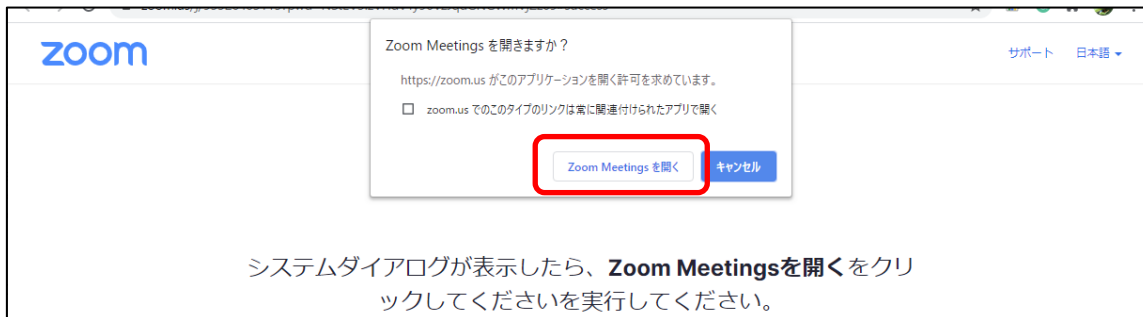 zoom
サポート 日本語
Zoom Meetings を開きますか？
https://zoom.us がこのアプリケーションを開く許可を求めています。
zoom.us でのこのタイプのリンクは常に関連付けられたアプリで開く
Zoom Meetings を開く キャンセル
システムダイアログが表示したら、Zoom Meetingsを開くをクリ
ックしてくださいを実行してください。